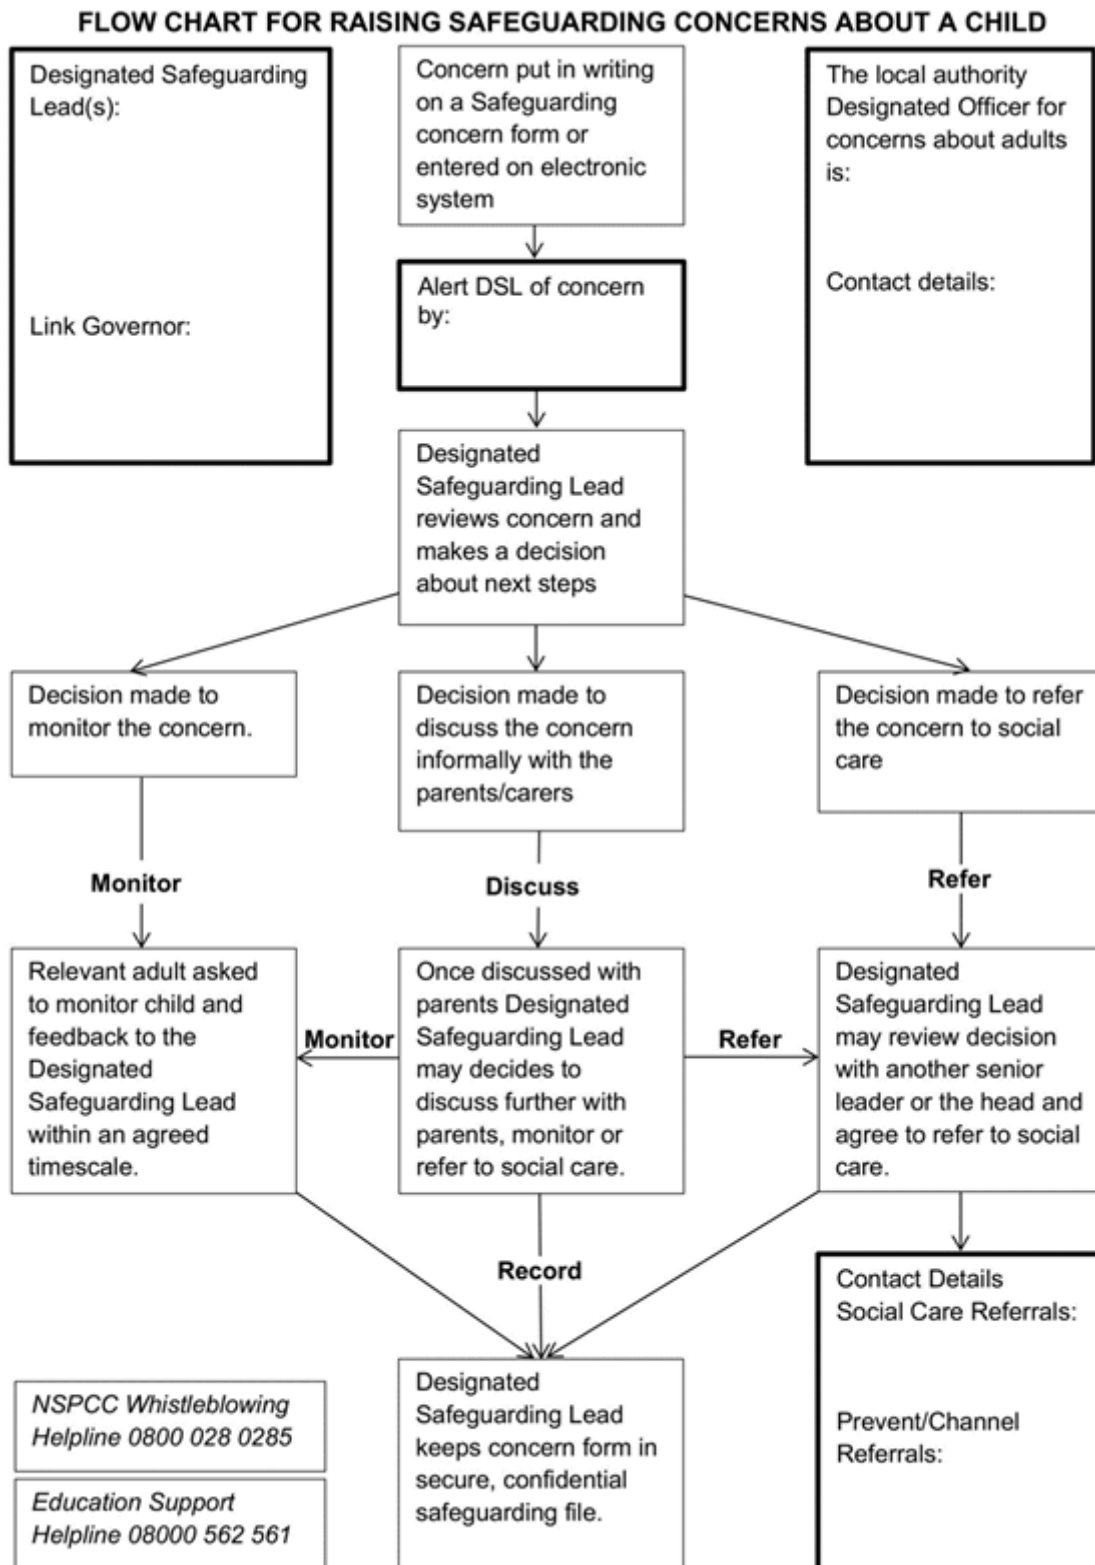 FLOW CHART FOR RAISING SAFEGUARDING CONCERNS ABOUT A CHILD
Designated Safeguarding
Lead(s):
Link Governor:
Concern put in writing
on a Safeguarding
concern form or
entered on electronic
system
The local authority
Designated Officer for
concerns about adults
is:
Contact details:
Alert DSL of concern
by:
Designated
Safeguarding Lead
reviews concern and
makes a decision
about next steps
Decision made to
monitor the concern.
Decision made to
discuss the concern
informally with the
parents/carers
Decision made to refer
the concern to social
care
Monitor
Discuss
Refer
Relevant adult asked
to monitor child and
feedback to the
Designated
Safeguarding Lead
within an agreed
timescale.
Monitor
Once discussed with
parents Designated
Safeguarding Lead
may decides to
discuss further with
parents, monitor or
refer to social care.
Refer
Designated
Safeguarding Lead
may review decision
with another senior
leader or the head and
agree to refer to social
care.
Record
Contact Details
Social Care Referrals:
Prevent/Channel
Referrals:
Designated
Safeguarding Lead
keeps concern form in
secure, confidential
safeguarding file.
NSPCC Whistleblowing
Helpline 0800 028 0285
Education Support
Helpline 08000 562 561